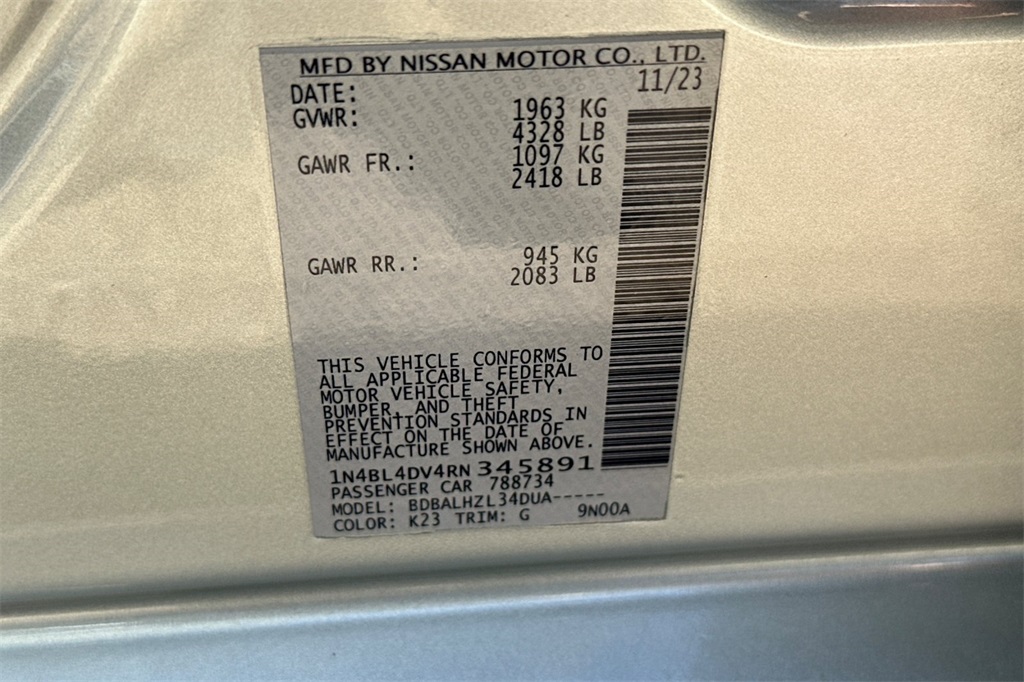 MFD BY NISSAN MOTOR CO., LTD.
DATE: 11/23
GVWR: 1963 KG
4328 LB
GAWR FR.: 1097 KG
2418 LB
GAWR RR.: 945 KG
2083 LB
THIS VEHICLE CONFORMS TO
ALL APPLICABLE FEDERAL
MOTOR VEHICLE SAFETY,
BUMPER, AND THEFT
PREVENTION STANDARDS IN
EFFECT ON THE DATE OF
MANUFACTURE SHOWN ABOVE.
1N4BL4DV4RN345891
PASSENGER CAR 788734
MODEL: BDBALHZL34DUA-----
COLOR: K23 TRIM: G 9N00A